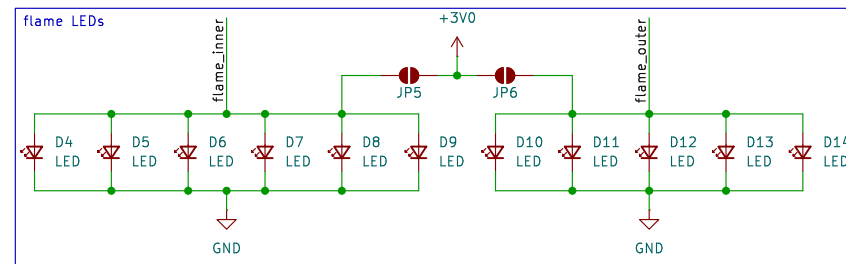 flame LEDs
+3V0
flame_inner
flame_outer
JP5
JP6
D4
LED
D5
LED
D6
LED
D7
LED
D8
LED
D9
LED
D10
LED
D11
LED
D12
LED
D13
LED
D14
LED
GND
GND